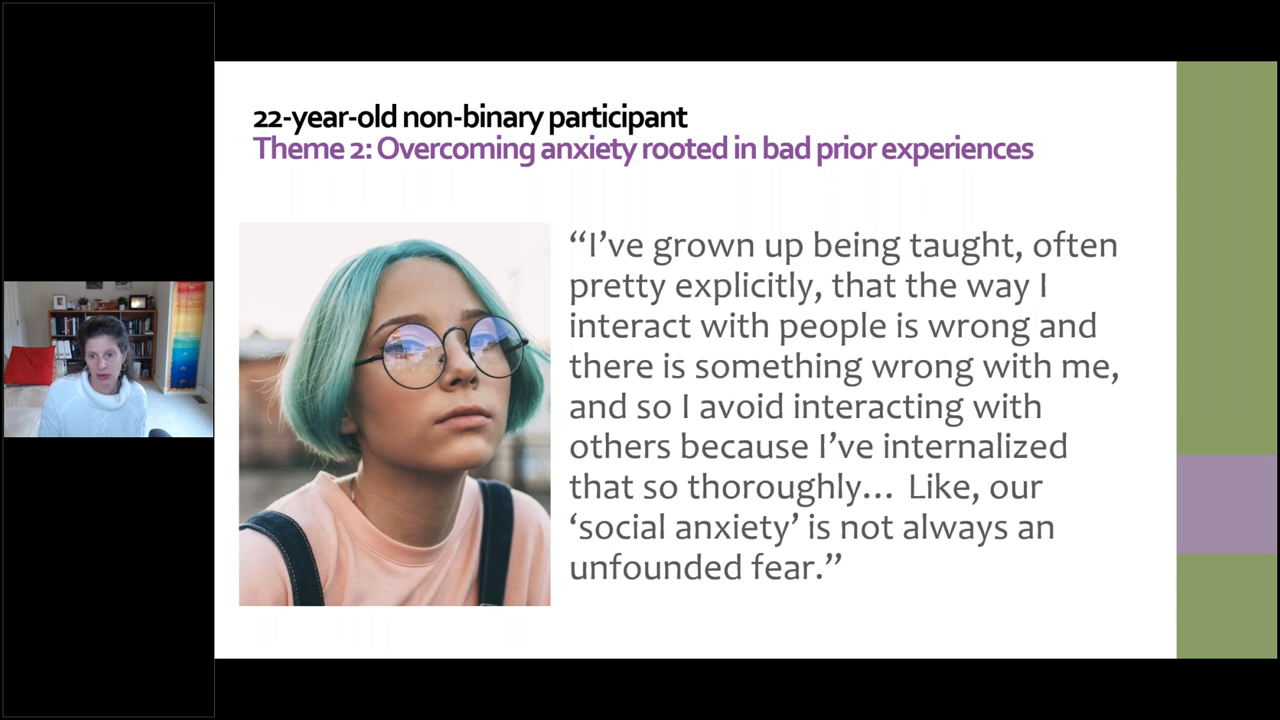 22-year-old non-binary participant
Theme 2: Overcoming anxiety rooted in bad prior experiences
“I’ve grown up being taught, often
pretty explicitly, that the way I
interact with people is wrong and
there is something wrong with me,
and so I avoid interacting with
others because I’ve internalized
that so thoroughly… Like, our
‘social anxiety’ is not always an
unfounded fear.”